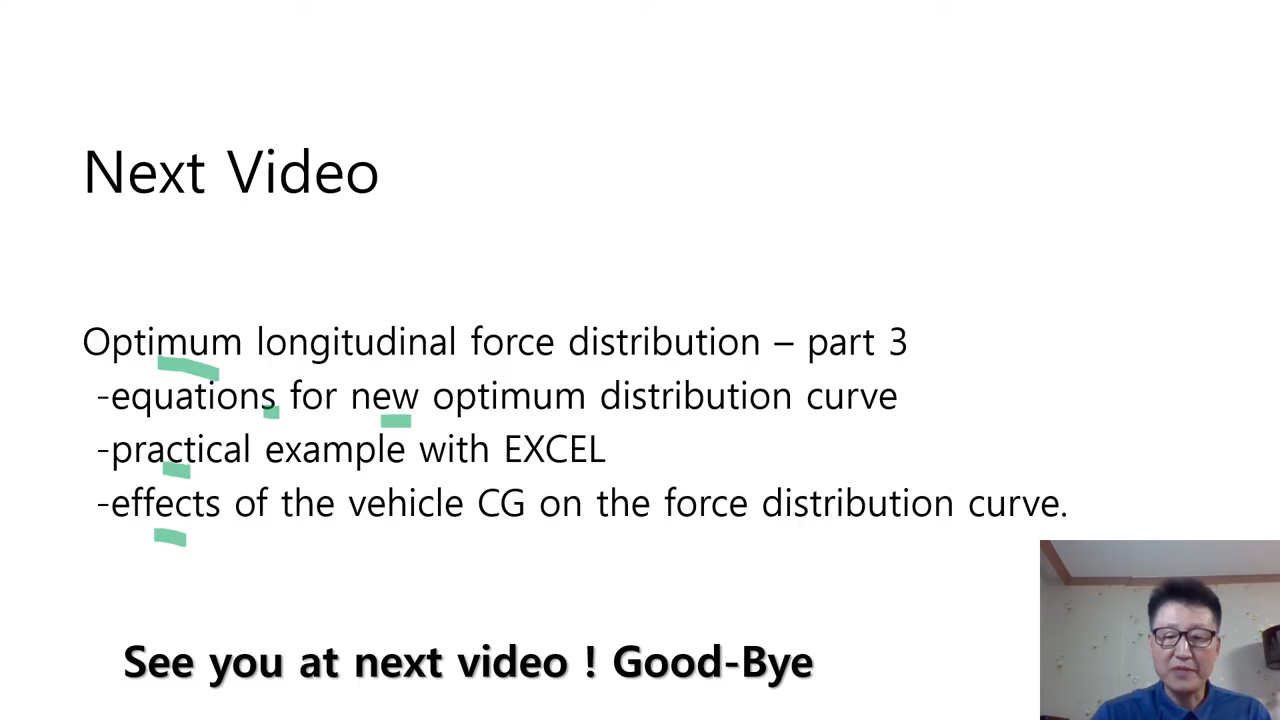 Next Video
Optimum longitudinal force distribution – part 3
-equations for new optimum distribution curve
-practical example with EXCEL
-effects of the vehicle CG on the force distribution curve.
See you at next video ! Good-Bye